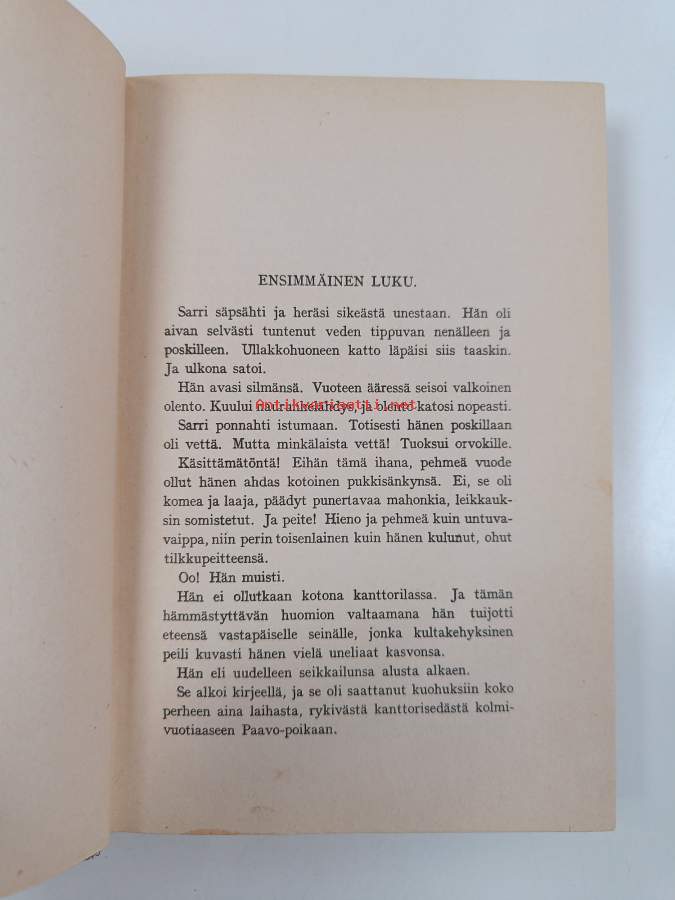 ENSIMMÄINEN LUKU.
Sarri säpsähti ja heräsi sikeästä unestaan. Hän oli
aivan selvästi tuntenut veden tippuvan nenälleen ja
poskilleen. Ullakkohuoneen katto läpäisi siis taaskin.
Ja ulkona satoi.
Hän avasi silmänsä. Vuoteen ääressä seisoi valkoinen
olento. Kuului naurunhelähdys, ja olento katosi nopeasti.
Antikvariaatti.net
Sarri ponnahti istumaan. Totisesti hänen poskillaan
oli vettä. Mutta minkälaista vettä! Tuoksui orvokille.
Käsittämätöntä! Eihän tämä ihana, pehmeä vuode
ollut hänen ahdas kotoinen pukkisänkynsä. Ei, se oli
komea ja laaja, päädyt punertavaa mahonkia, leikkauk-
sin somistetut. Ja peite! Hieno ja pehmeä kuin untuva-
vaippa, niin perin toisenlainen kuin hänen kulunut, ohut
tilkkupeitteensä.
Oo! Hän muisti.
Hän ei ollutkaan kotona kanttorilassa. Ja tämän
hämmästyttävän huomion valtaamana hän tuijotti
eteensä vastapäiselle seinälle, jonka kultakehyksinen
peili kuvasti hänen vielä uneliaat kasvonsa.
Hän eli uudelleen seikkailunsa alusta alkaen.
Se alkoi kirjeellä, ja se oli saattanut kuohuksiin koko
perheen aina laihasta, rykivästä kanttorisedästä kolmi-
vuotiaaseen Paavo-poikaan.